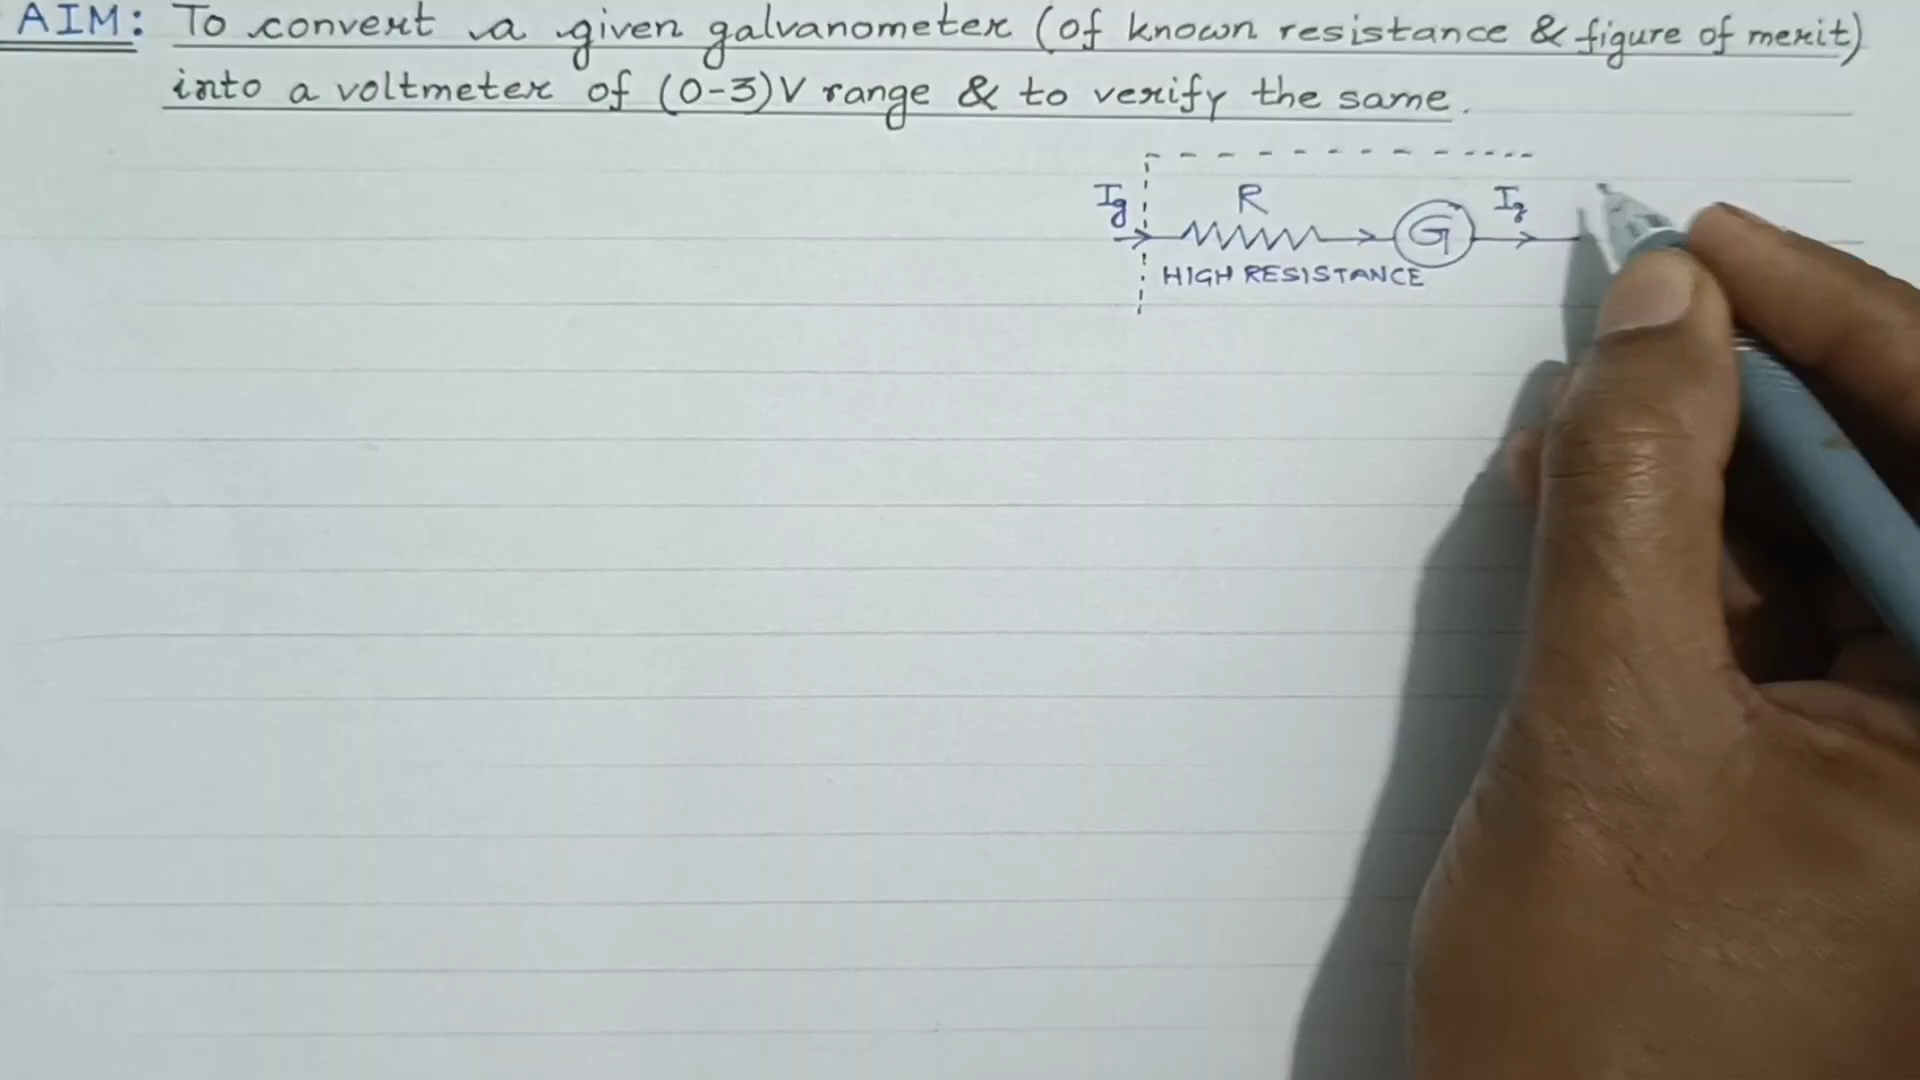 AIM: To convert a given galvanometer (of known resistance & figure of merit)
into a voltmeter of (0-3)V range & to verify the same.
Ig R G Ig
HIGH RESISTANCE